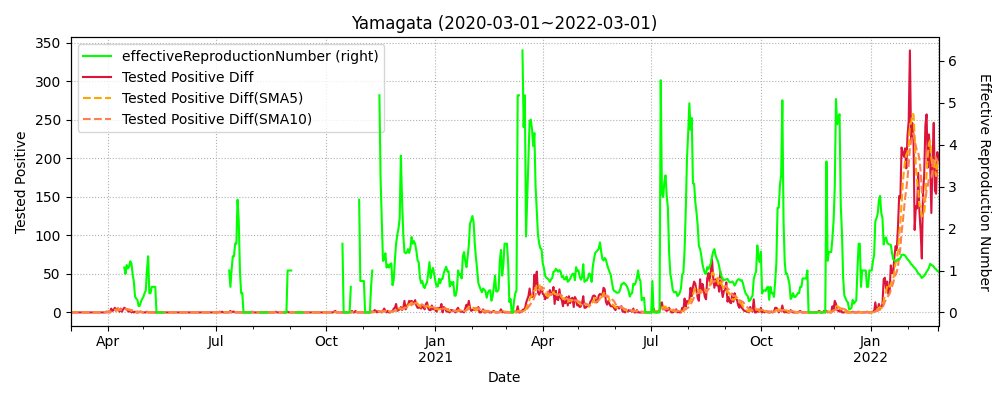 Yamagata (2020-03-01~2022-03-01)
effectiveReproductionNumber (right)
Tested Positive Diff
Tested Positive Diff(SMA5)
Tested Positive Diff(SMA10)
Tested Positive
350
300
250
200
150
100
50
0
6
5
4
3
2
1
0
Effective Reproduction Number
Apr Jul Oct Jan Apr Jul Oct Jan
2021 2022
Date